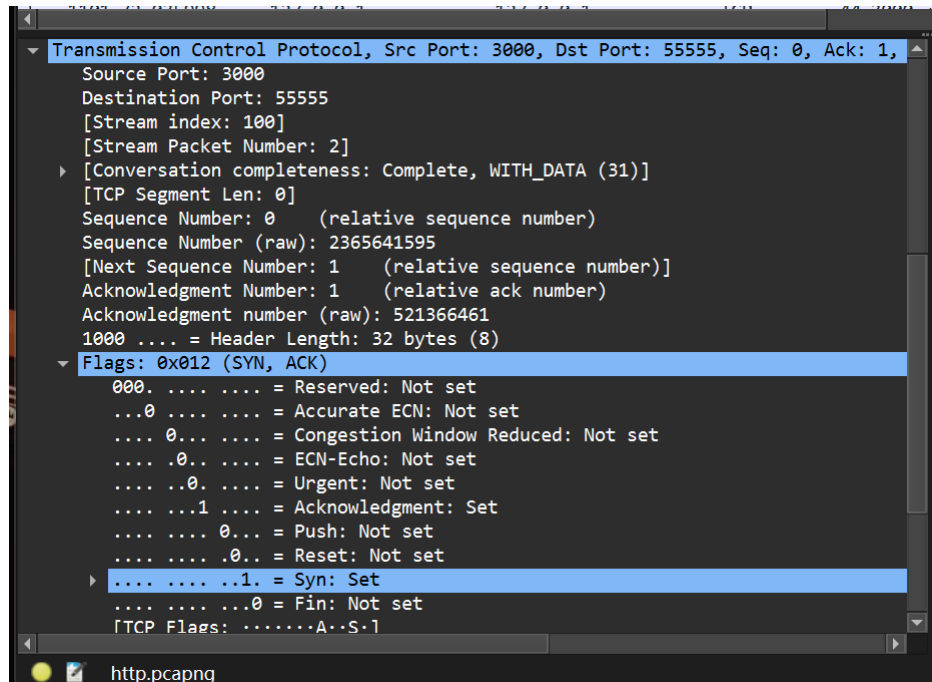 Transmission Control Protocol, Src Port: 3000, Dst Port: 55555, Seq: 0, Ack: 1,
Source Port: 3000
Destination Port: 55555
[Stream index: 100]
[Stream Packet Number: 2]
[Conversation completeness: Complete, WITH_DATA (31)]
[TCP Segment Len: 0]
Sequence Number: 0    (relative sequence number)
Sequence Number (raw): 2365641595
[Next Sequence Number: 1    (relative sequence number)]
Acknowledgment Number: 1    (relative ack number)
Acknowledgment number (raw): 521366461
1000 .... = Header Length: 32 bytes (8)
Flags: 0x012 (SYN, ACK)
000. .... .... = Reserved: Not set
...0 .... .... = Accurate ECN: Not set
.... 0... .... = Congestion Window Reduced: Not set
.... .0.. .... = ECN-Echo: Not set
.... ..0. .... = Urgent: Not set
.... ...1 .... = Acknowledgment: Set
.... .... 0... = Push: Not set
.... .... .0.. = Reset: Not set
.... .... ..1. = Syn: Set
.... .... ...0 = Fin: Not set
[TCP Flags: ·······A··S·]
http.pcapng